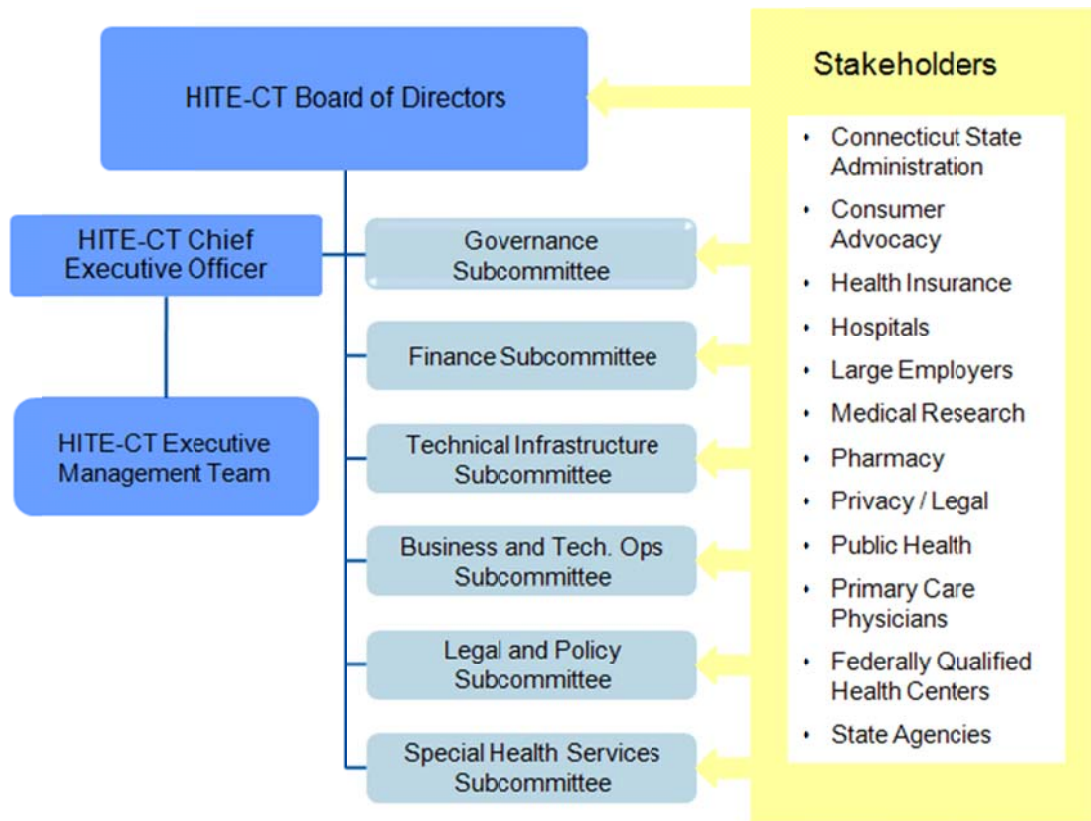 HITE-CT Board of Directors
HITE-CT Chief
Executive Officer
HITE-CT Executive
Management Team
Governance
Subcommittee
Finance Subcommittee
Technical Infrastructure
Subcommittee
Business and Tech. Ops
Subcommittee
Legal and Policy
Subcommittee
Special Health Services
Subcommittee
Stakeholders
• Connecticut State
Administration
• Consumer
Advocacy
• Health Insurance
• Hospitals
• Large Employers
• Medical Research
• Pharmacy
• Privacy / Legal
• Public Health
• Primary Care
Physicians
• Federally Qualified
Health Centers
• State Agencies